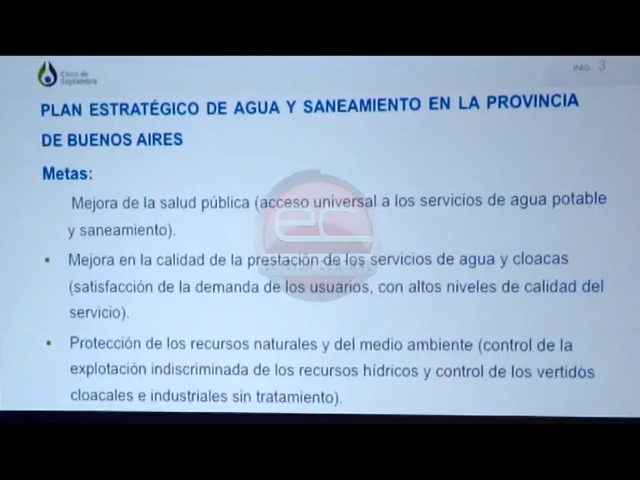 Cinco de
Septiembre
PÁG. 3
PLAN ESTRATÉGICO DE AGUA Y SANEAMIENTO EN LA PROVINCIA
DE BUENOS AIRES
Metas:
Mejora de la salud pública (acceso universal a los servicios de agua potable
y saneamiento).
• Mejora en la calidad de la prestación de los servicios de agua y cloacas
(satisfacción de la demanda de los usuarios, con altos niveles de calidad del
servicio).
• Protección de los recursos naturales y del medio ambiente (control de la
explotación indiscriminada de los recursos hídricos y control de los vertidos
cloacales e industriales sin tratamiento).
ec